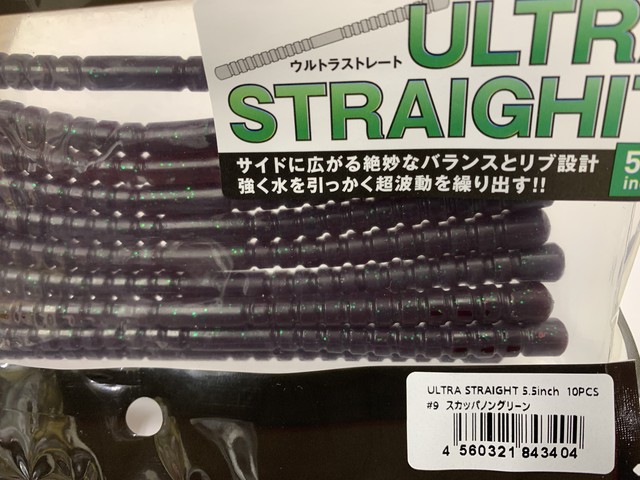 ウルトラストレート
ULTRA
STRAIGHT
サイドに広がる絶妙なバランスとリブ設計
強く水を引っかく超波動を繰り出す!!
5
in
ULTRA STRAIGHT 5.5inch 10PCS
#9 スカッパノングリーン
4 560321 843404